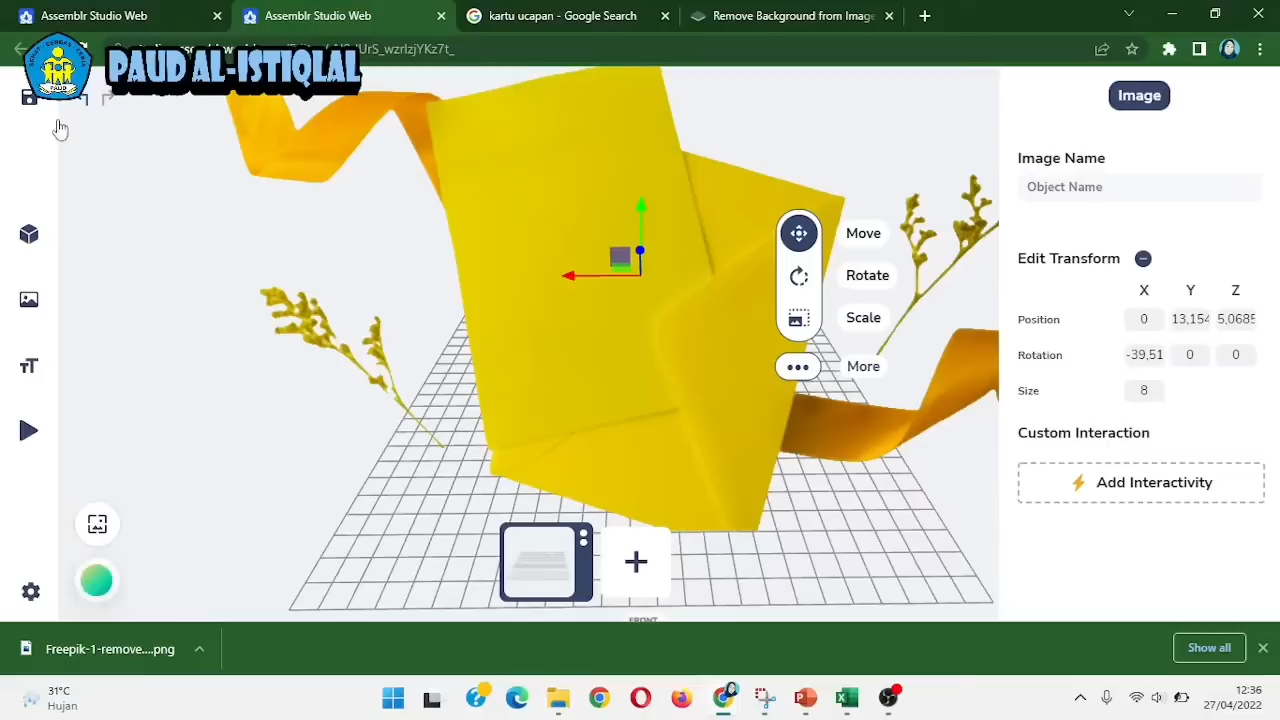 Assemblr Studio Web
Assemblr Studio Web
kartu ucapan - Google Search
Remove Background from Image
PAUD AL-ISTIQLAL
PAUD
Image
Image Name
Object Name
Edit Transform
X Y Z
Position 0 13,154 5,0685
Rotation -39,51 0 0
Size 8
Custom Interaction
Add Interactivity
Move
Rotate
Scale
More
FRONT
Freepik-1-remove....png
Show all
31°C
Hujan
12:36
27/04/2022